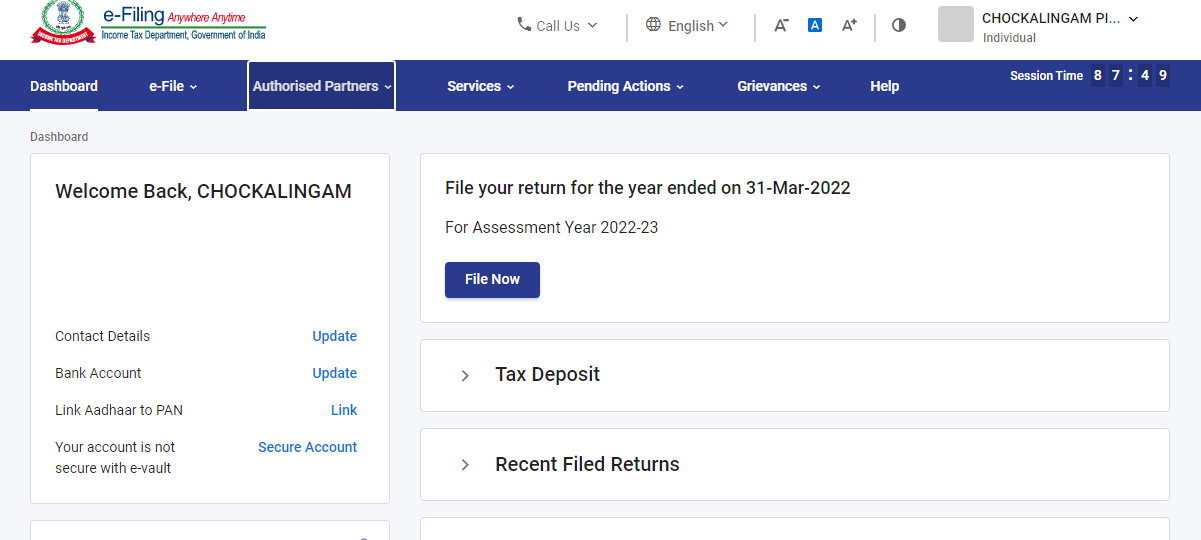 e-Filing Anywhere Anytime
Income Tax Department, Government of India
INCOME TAX DEPARTMENT
Call Us
English
A-
A
A+
CHOCKALINGAM PI...
Individual
Dashboard
e-File
Authorised Partners
Services
Pending Actions
Grievances
Help
Session Time 8 7 : 4 9
Dashboard
Welcome Back, CHOCKALINGAM
Contact Details Update
Bank Account Update
Link Aadhaar to PAN Link
Your account is not Secure Account
secure with e-vault
File your return for the year ended on 31-Mar-2022
For Assessment Year 2022-23
File Now
Tax Deposit
Recent Filed Returns